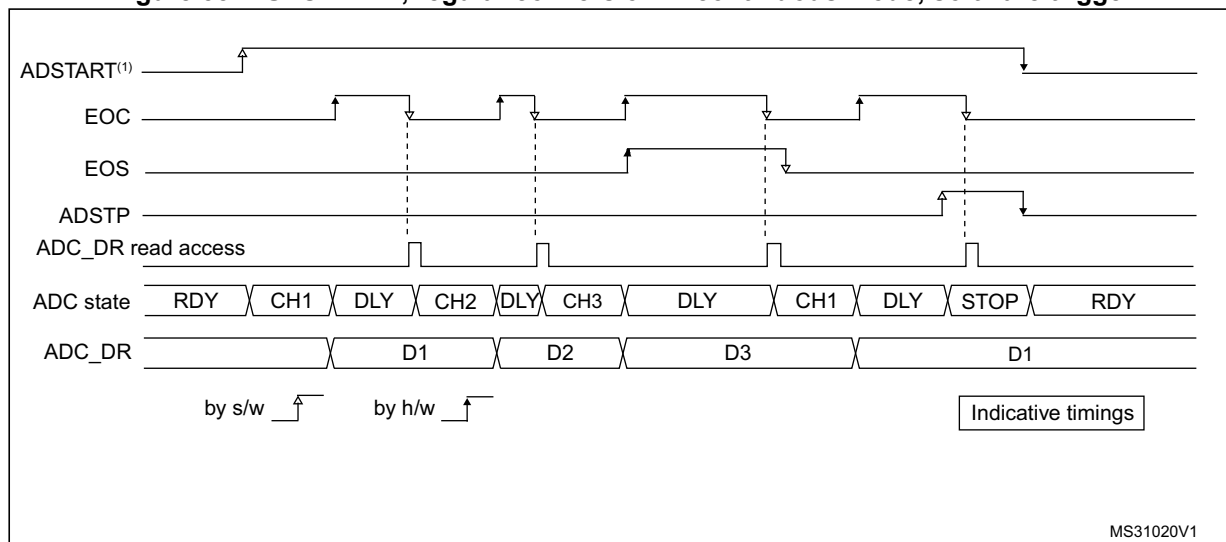 ADSTART(1)
EOC
EOS
ADSTP
ADC_DR read access
ADC state RDY CH1 DLY CH2 DLY CH3 DLY CH1 DLY STOP RDY
ADC_DR D1 D2 D3 D1
by s/w by h/w Indicative timings
MS31020V1